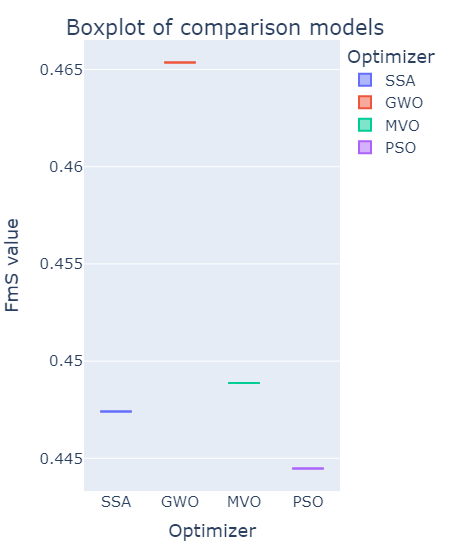 Boxplot of comparison models
Optimizer
SSA
GWO
MVO
PSO
FmS value
0.465
0.46
0.455
0.45
0.445
SSA GWO MVO PSO
Optimizer